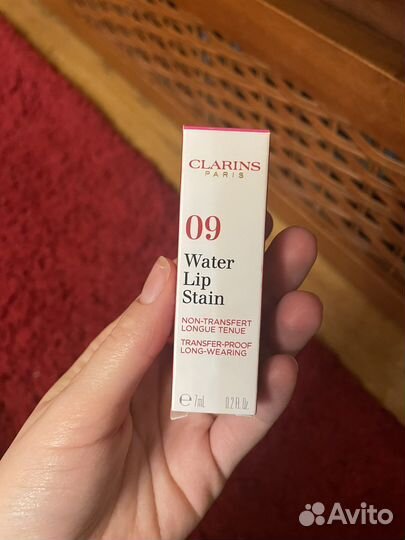 CLARINS
PARIS
09
Water
Lip
Stain
NON-TRANSFERT
LONGUE TENUE
TRANSFER-PROOF
LONG-WEARING
℮ 7mL 0.2 Fl. Oz.
Avito